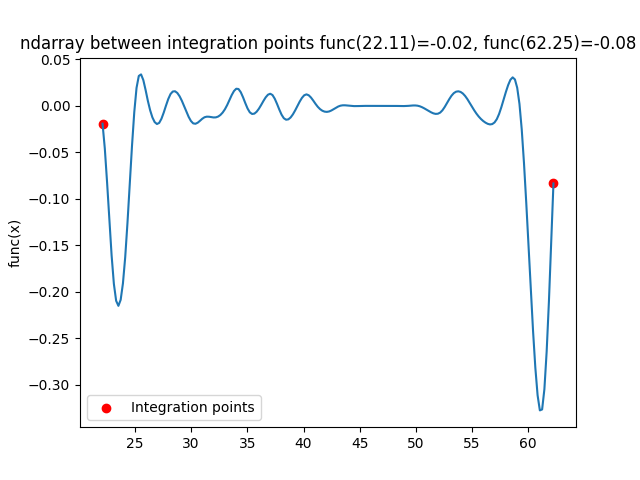 ndarray between integration points func(22.11)=-0.02, func(62.25)=-0.08
0.05
0.00
−0.05
−0.10
−0.15
−0.20
−0.25
−0.30
func(x)
Integration points
25 30 35 40 45 50 55 60